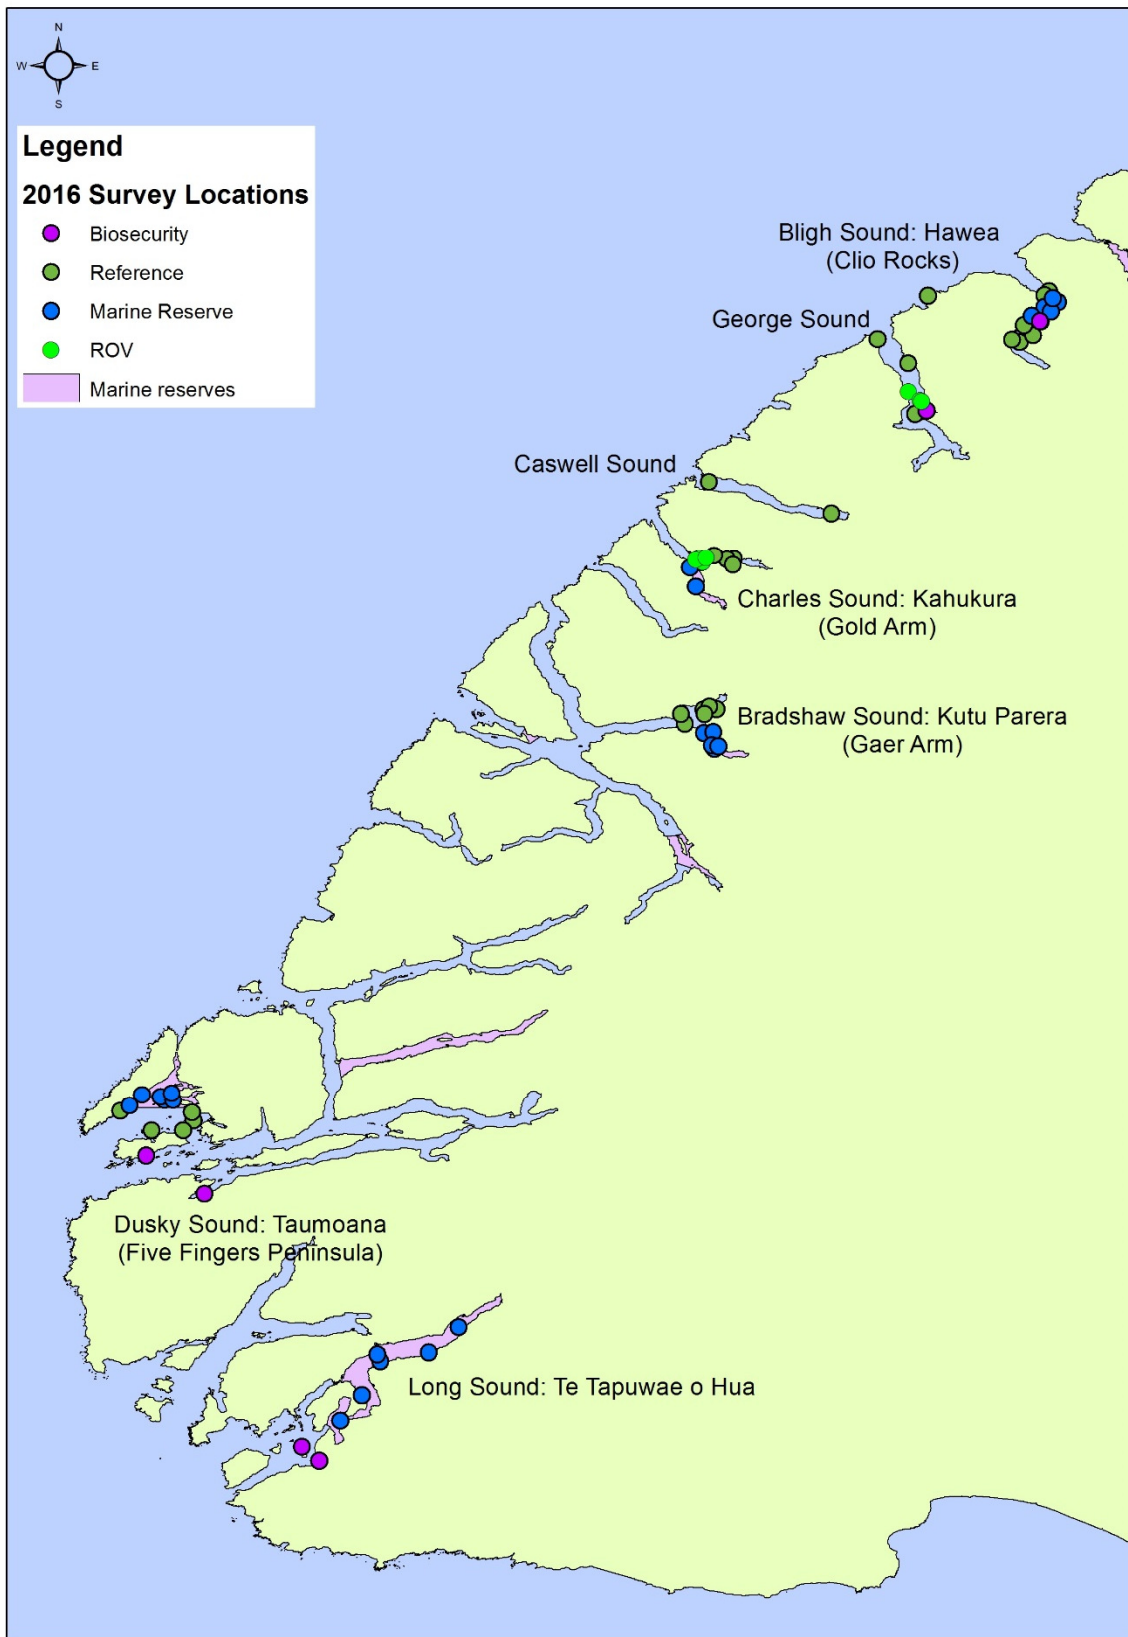 N
W
E
S
Legend
2016 Survey Locations
Biosecurity
Reference
Marine Reserve
ROV
Marine reserves
Bligh Sound: Hawea
(Clio Rocks)
George Sound
Caswell Sound
Charles Sound: Kahukura
(Gold Arm)
Bradshaw Sound: Kutu Parera
(Gaer Arm)
Dusky Sound: Taumoana
(Five Fingers Peninsula)
Long Sound: Te Tapuwae o Hua